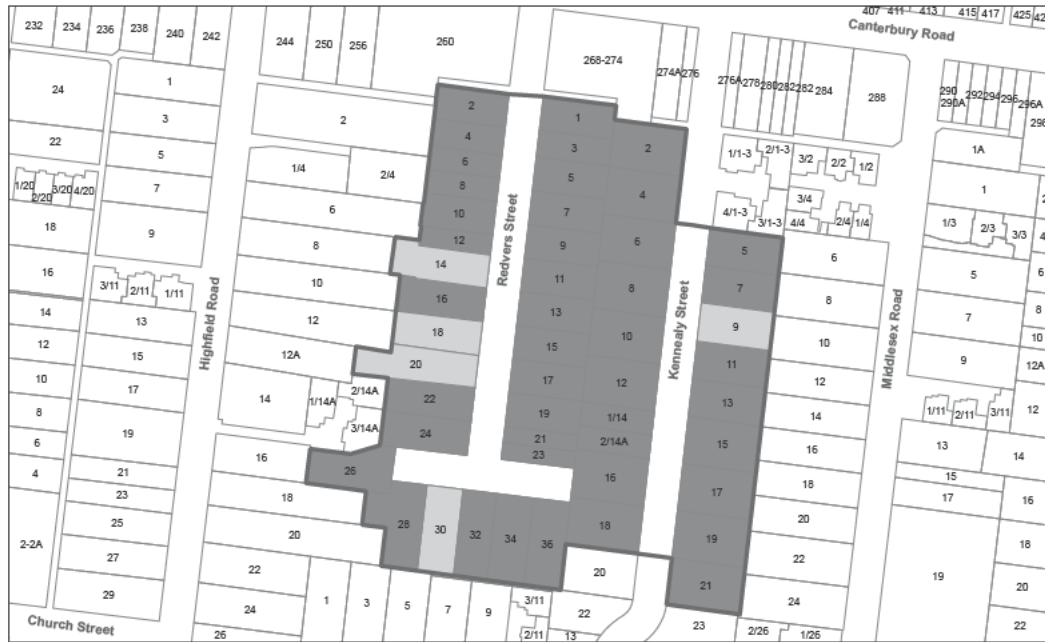 232 234 236 238 240 242 244 250 256 260 407 411 413 415 417 425
Canterbury Road
268-274 274A 276 276A 278 280 282 282 284 288 290 290A 292 294 296 296A
24 1 3 2 2 1 2 1A
22 5 4 3 1/1-3 2/1-3 3/2 2/2 1/2
1/20 2/20 3/20 4/20 7 1/4 2/4 6 5 4 3/4 1
18 9 6 8 7 4/1-3 3/1-3 4/4 2/4 1/4 1/3 2/3 3/3
16 8 10 12 9 6 5 6 5
3/11 2/11 1/11 10 14 11 8 7 8 7
14 13 12 16 13 10 9 10 9
Redvers Street
Kennealy Street
Highfield Road
Middlesex Road
12 15 12A 18 15 12 11 12 10
10 17 14 1/14A 2/14A 3/14A 20 17 1/14 13 14 12A
8 19 22 19 2/14A 15 16 1/11 2/11 3/11 12
6 21 16 24 21 23 16 17 18 13 14
4 23 18 26 18 19 20 15 17 16
2-2A 25 20 28 30 32 34 36 21 22 19 18
27 22 1 3 5 7 9 3/11 20 24 20
29 24 26 2/11 22 13 23 2/26 1/26 22
Church Street